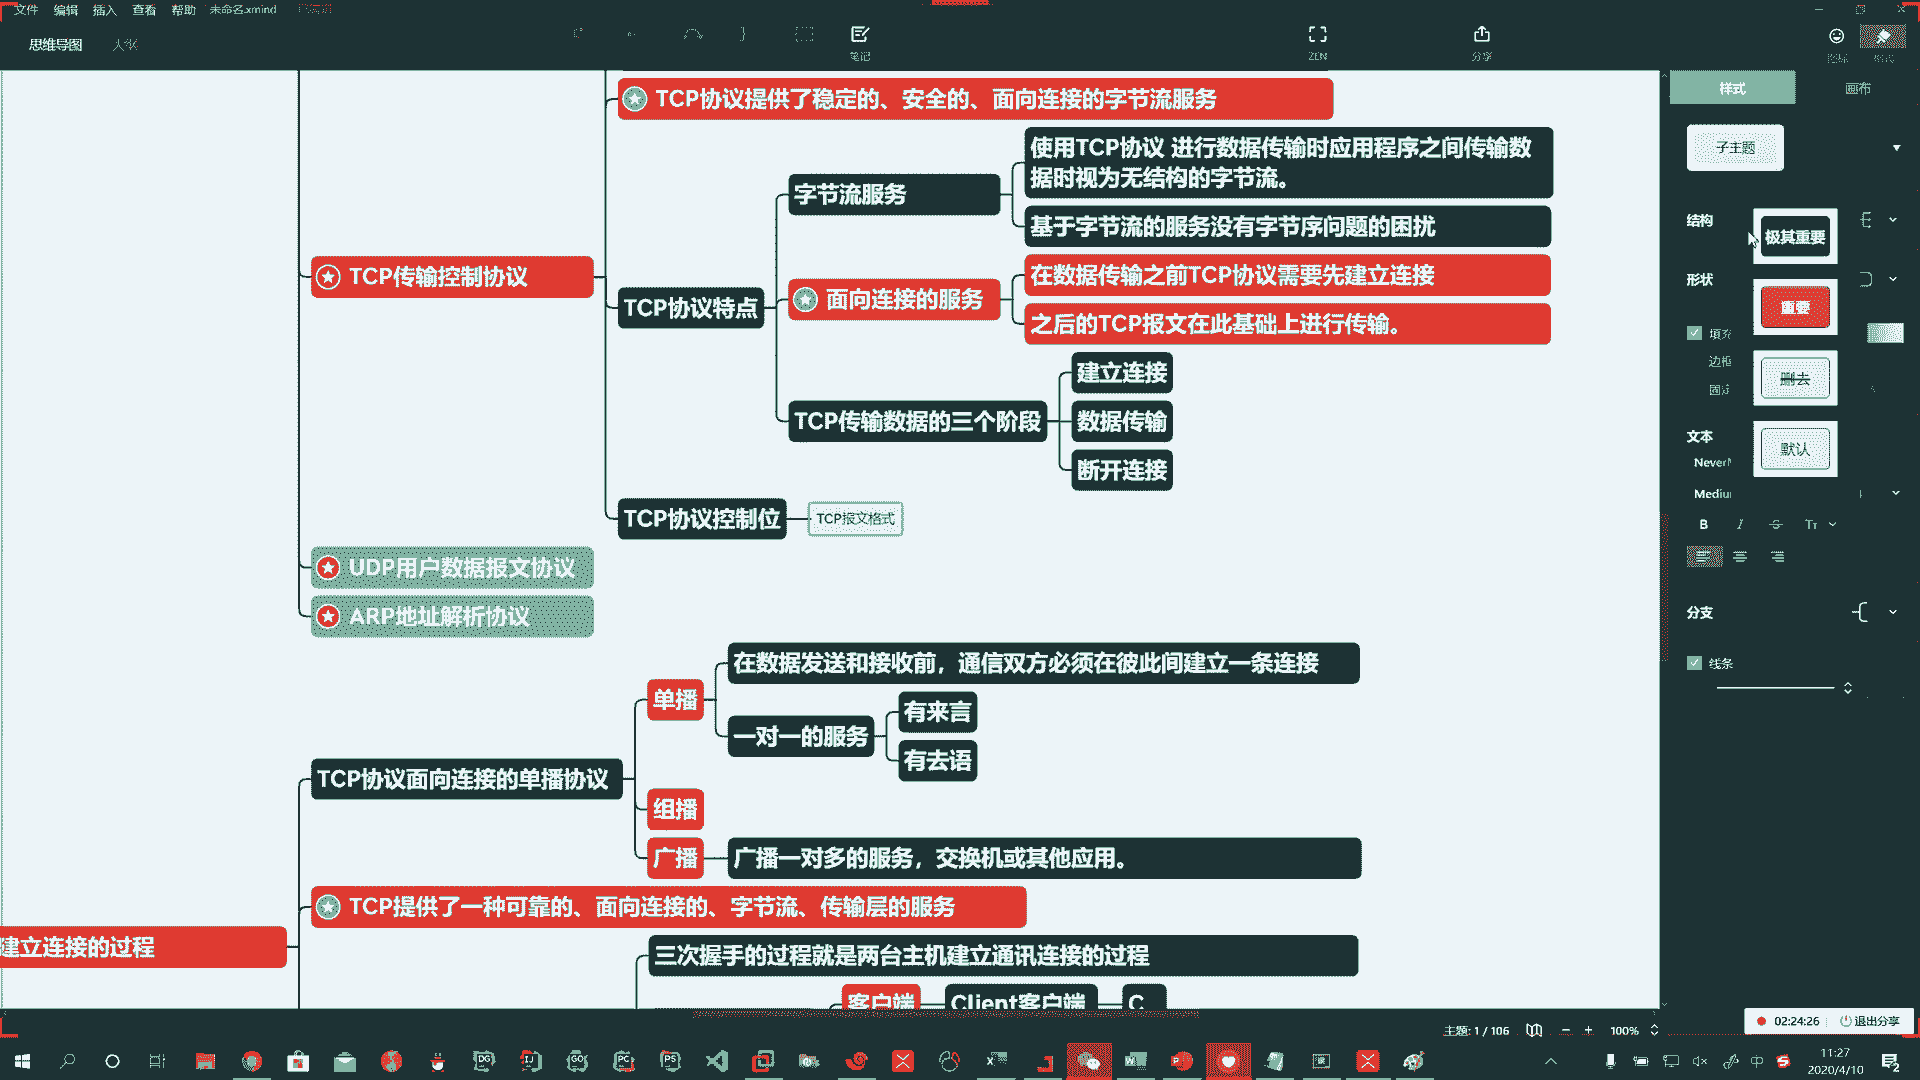 文件 编辑 插入 查看 帮助 未命名.xmind
思维导图 大纲
笔记 ZEN 分享 图标 格式
样式 画布
子主题
结构
极其重要
形状
重要
填充
边框
删去
文本
默认
Never
Medium
B I S Tт
分支
线条
TCP协议提供了稳定的、安全的、面向连接的字节流服务
使用TCP协议 进行数据传输时应用程序之间传输数
据时视为无结构的字节流。
字节流服务
基于字节流的服务没有字节序问题的困扰
TCP传输控制协议
在数据传输之前TCP协议需要先建立连接
面向连接的服务
TCP协议特点
之后的TCP报文在此基础上进行传输。
建立连接
TCP传输数据的三个阶段
数据传输
断开连接
TCP协议控制位
TCP报文格式
UDP用户数据报文协议
ARP地址解析协议
在数据发送和接收前，通信双方必须在彼此间建立一条连接
单播
有来言
一对一的服务
有去语
TCP协议面向连接的单播协议
组播
广播
广播一对多的服务，交换机或其他应用。
TCP提供了一种可靠的、面向连接的、字节流、传输层的服务
建立连接的过程
三次握手的过程就是两台主机建立通讯连接的过程
客户端 Client客户端 C
主题: 1 / 106 100%
02:24:26 退出分享
11:27
2020/4/10